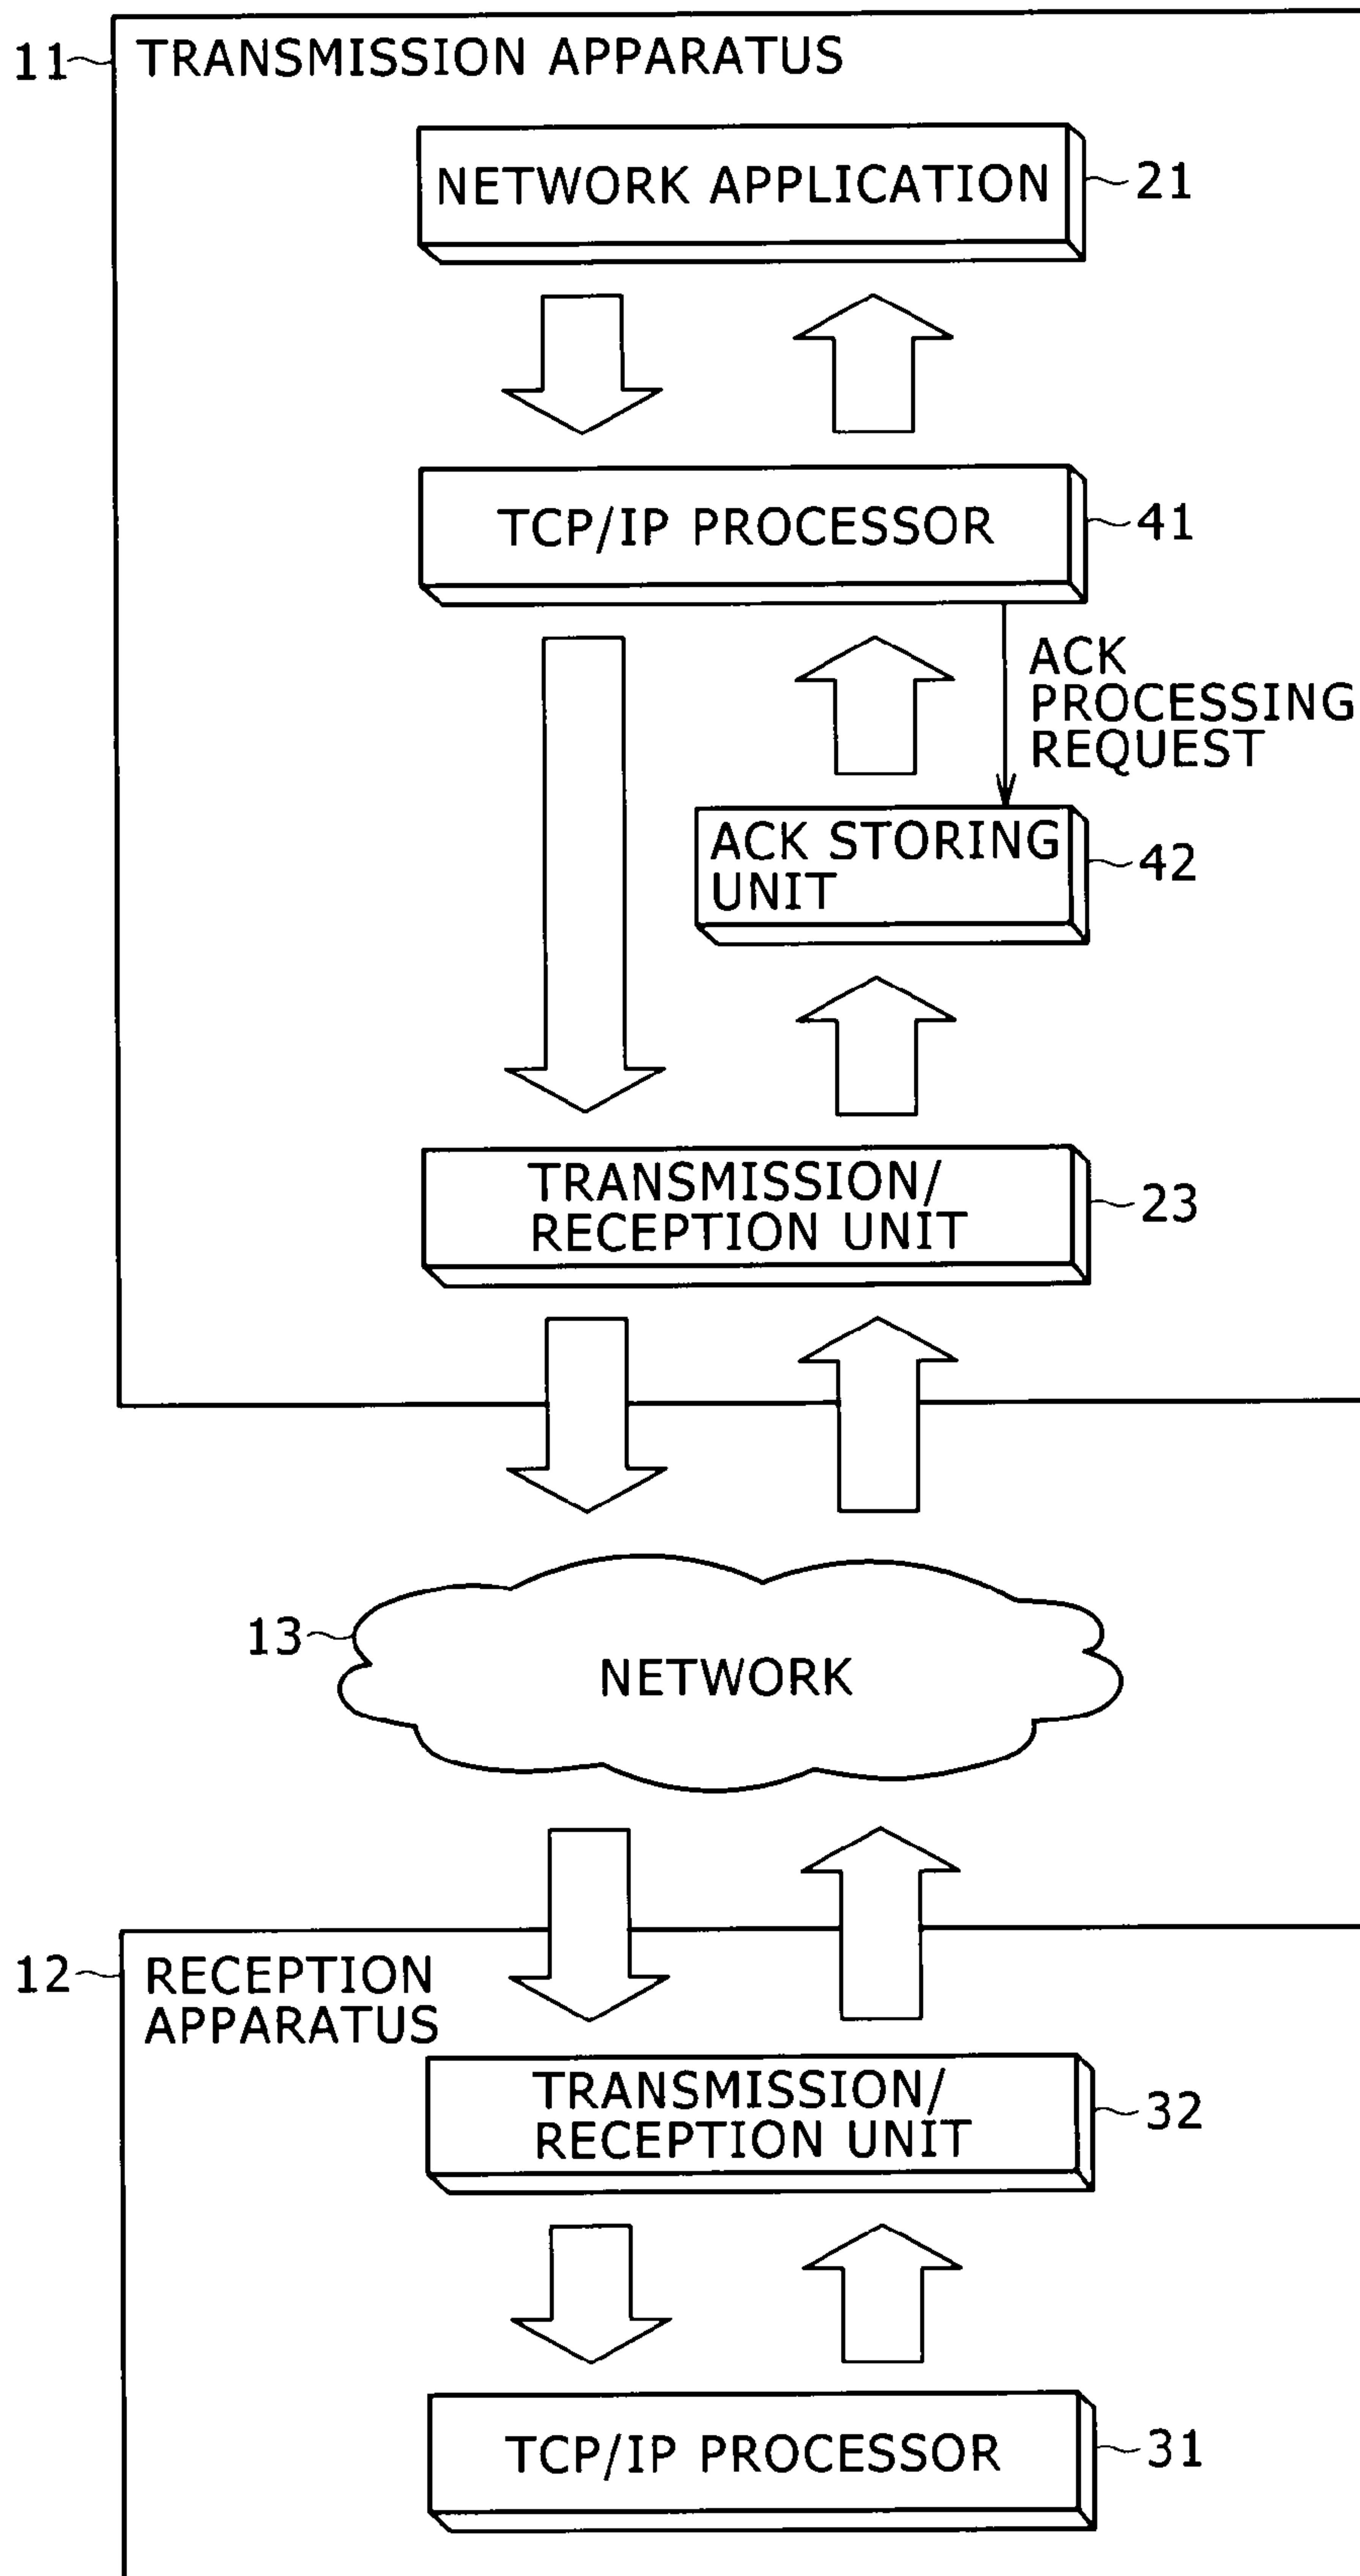 11
TRANSMISSION APPARATUS
NETWORK APPLICATION
21
TCP/IP PROCESSOR
41
ACK
PROCESSING
REQUEST
ACK STORING
UNIT
42
TRANSMISSION/
RECEPTION UNIT
23
13
NETWORK
12
RECEPTION
APPARATUS
TRANSMISSION/
RECEPTION UNIT
32
TCP/IP PROCESSOR
31